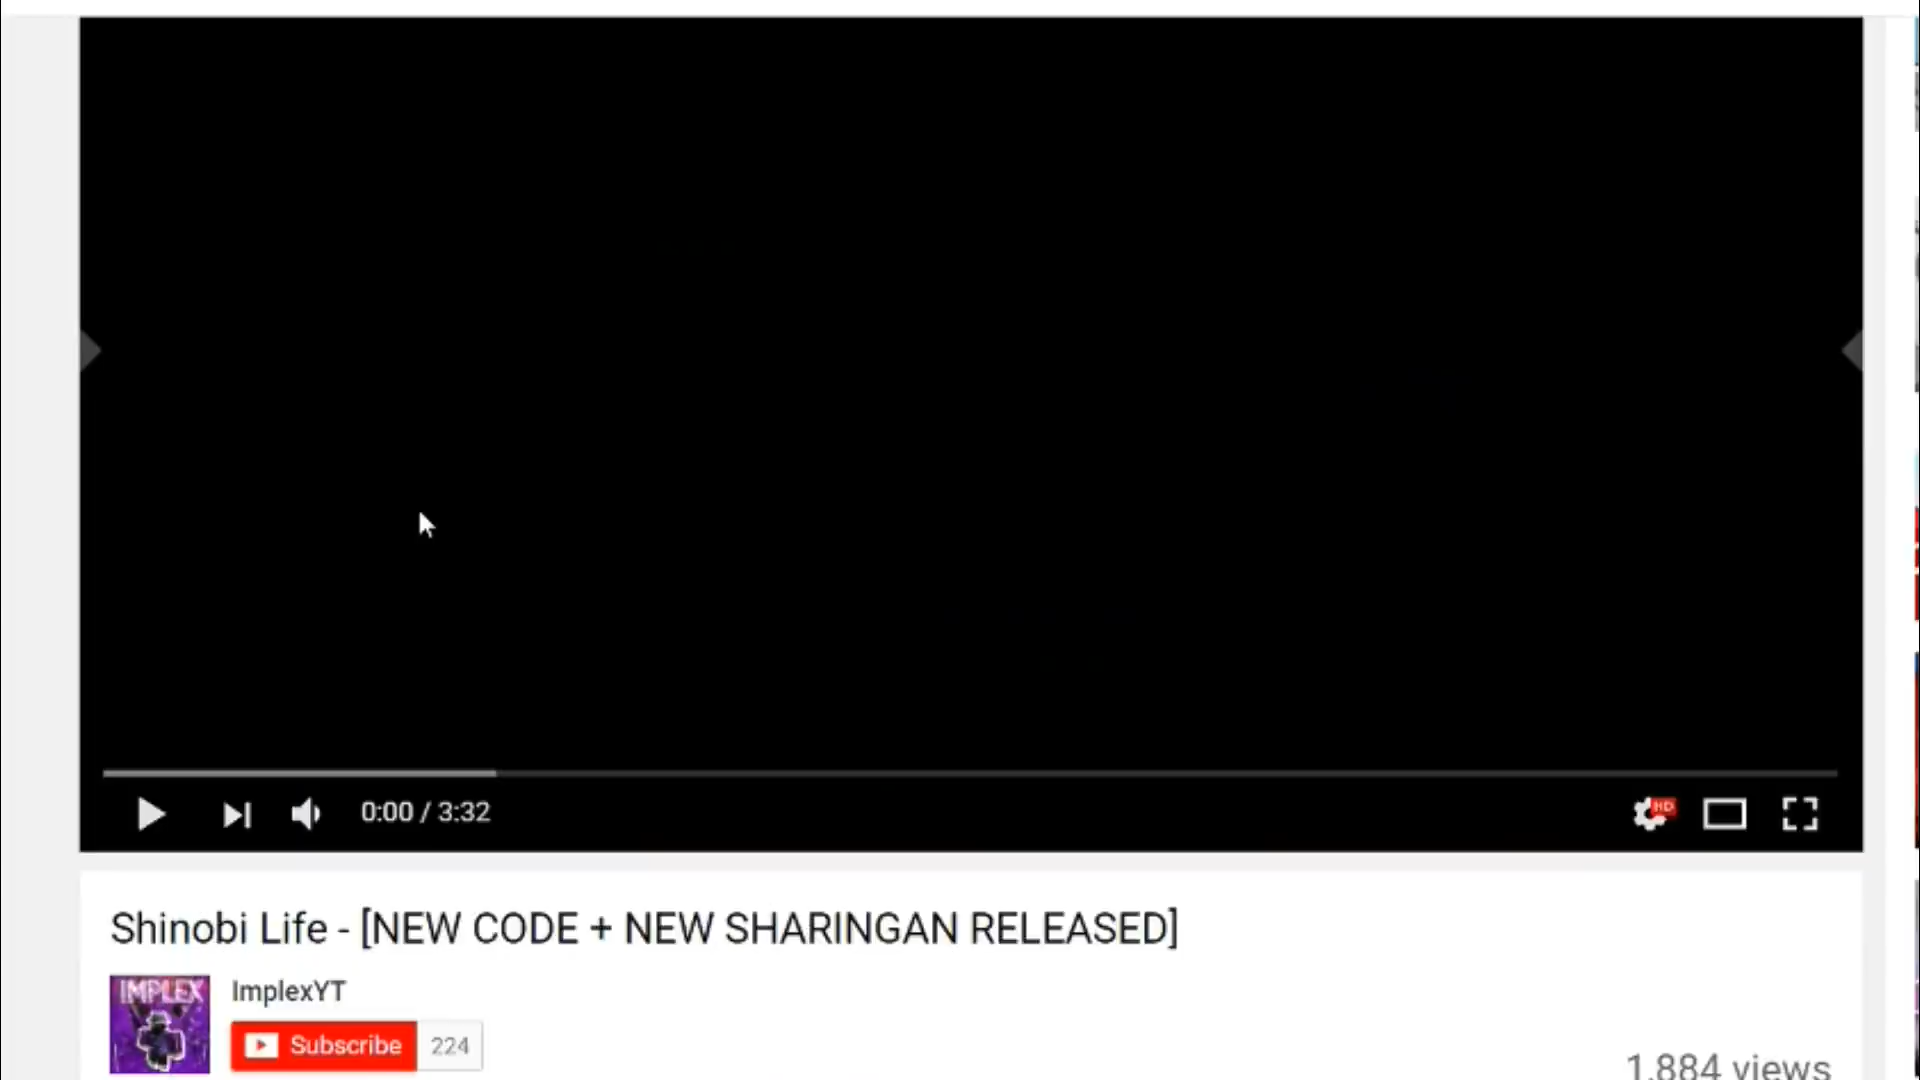 HD
0:00 / 3:32
Shinobi Life - [NEW CODE + NEW SHARINGAN RELEASED]
IMPLEX
ImplexYT
Subscribe 224
1,884 views